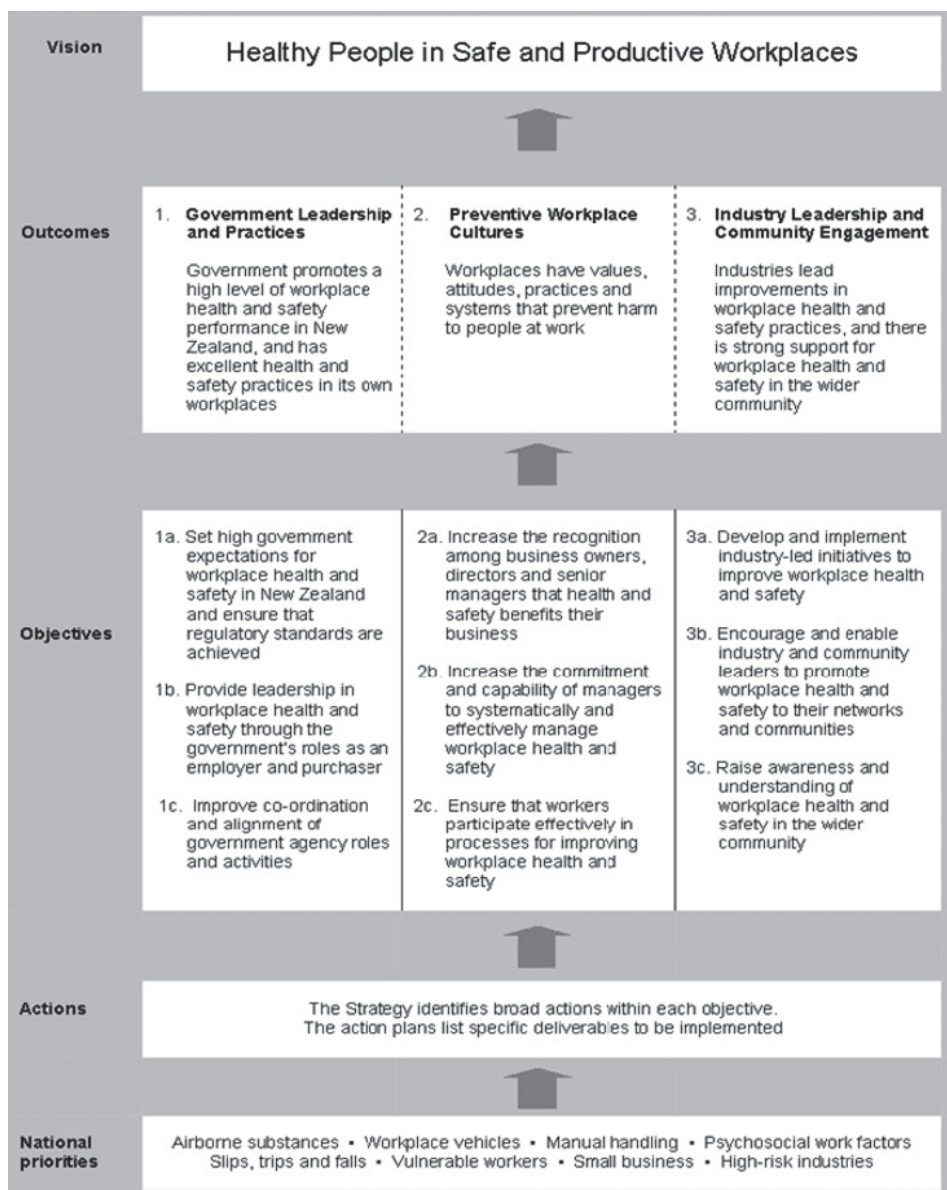 Vision
Healthy People in Safe and Productive Workplaces
Outcomes
1. Government Leadership
and Practices
Government promotes a
high level of workplace
health and safety
performance in New
Zealand, and has
excellent health and
safety practices in its own
workplaces
2. Preventive Workplace
Cultures
Workplaces have values,
attitudes, practices and
systems that prevent harm
to people at work
3. Industry Leadership and
Community Engagement
Industries lead
improvements in
workplace health and
safety practices, and there
is strong support for
workplace health and
safety in the wider
community
Objectives
1a. Set high government
expectations for
workplace health and
safety in New Zealand
and ensure that
regulatory standards are
achieved
1b. Provide leadership in
workplace health and
safety through the
government's roles as an
employer and purchaser
1c. Improve co-ordination
and alignment of
government agency roles
and activities
2a. Increase the recognition
among business owners,
directors and senior
managers that health and
safety benefits their
business
2b. Increase the commitment
and capability of managers
to systematically and
effectively manage
workplace health and
safety
2c. Ensure that workers
participate effectively in
processes for improving
workplace health and
safety
3a. Develop and implement
industry-led initiatives to
improve workplace health
and safety
3b. Encourage and enable
industry and community
leaders to promote
workplace health and
safety to their networks
and communities
3c. Raise awareness and
understanding of
workplace health and
safety in the wider
community
Actions
The Strategy identifies broad actions within each objective.
The action plans list specific deliverables to be implemented
National
priorities
Airborne substances • Workplace vehicles • Manual handling • Psychosocial work factors
Slips, trips and falls • Vulnerable workers • Small business • High-risk industries